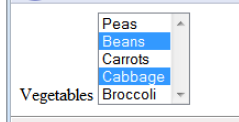 Peas
Beans
Carrots
Cabbage
Vegetables Broccoli